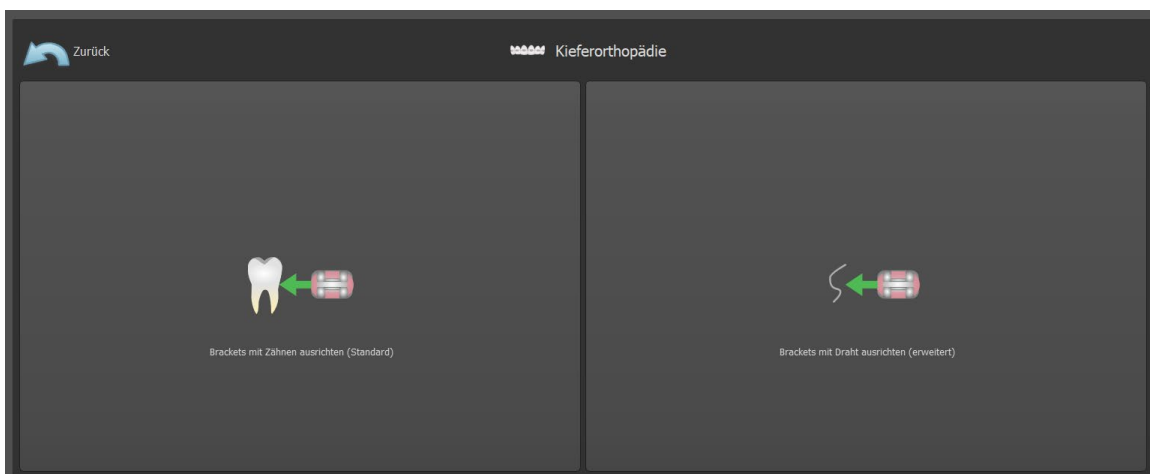 Zurück
Kieferorthopädie
Brackets mit Zähnen ausrichten (Standard)
Brackets mit Draht ausrichten (erweitert)